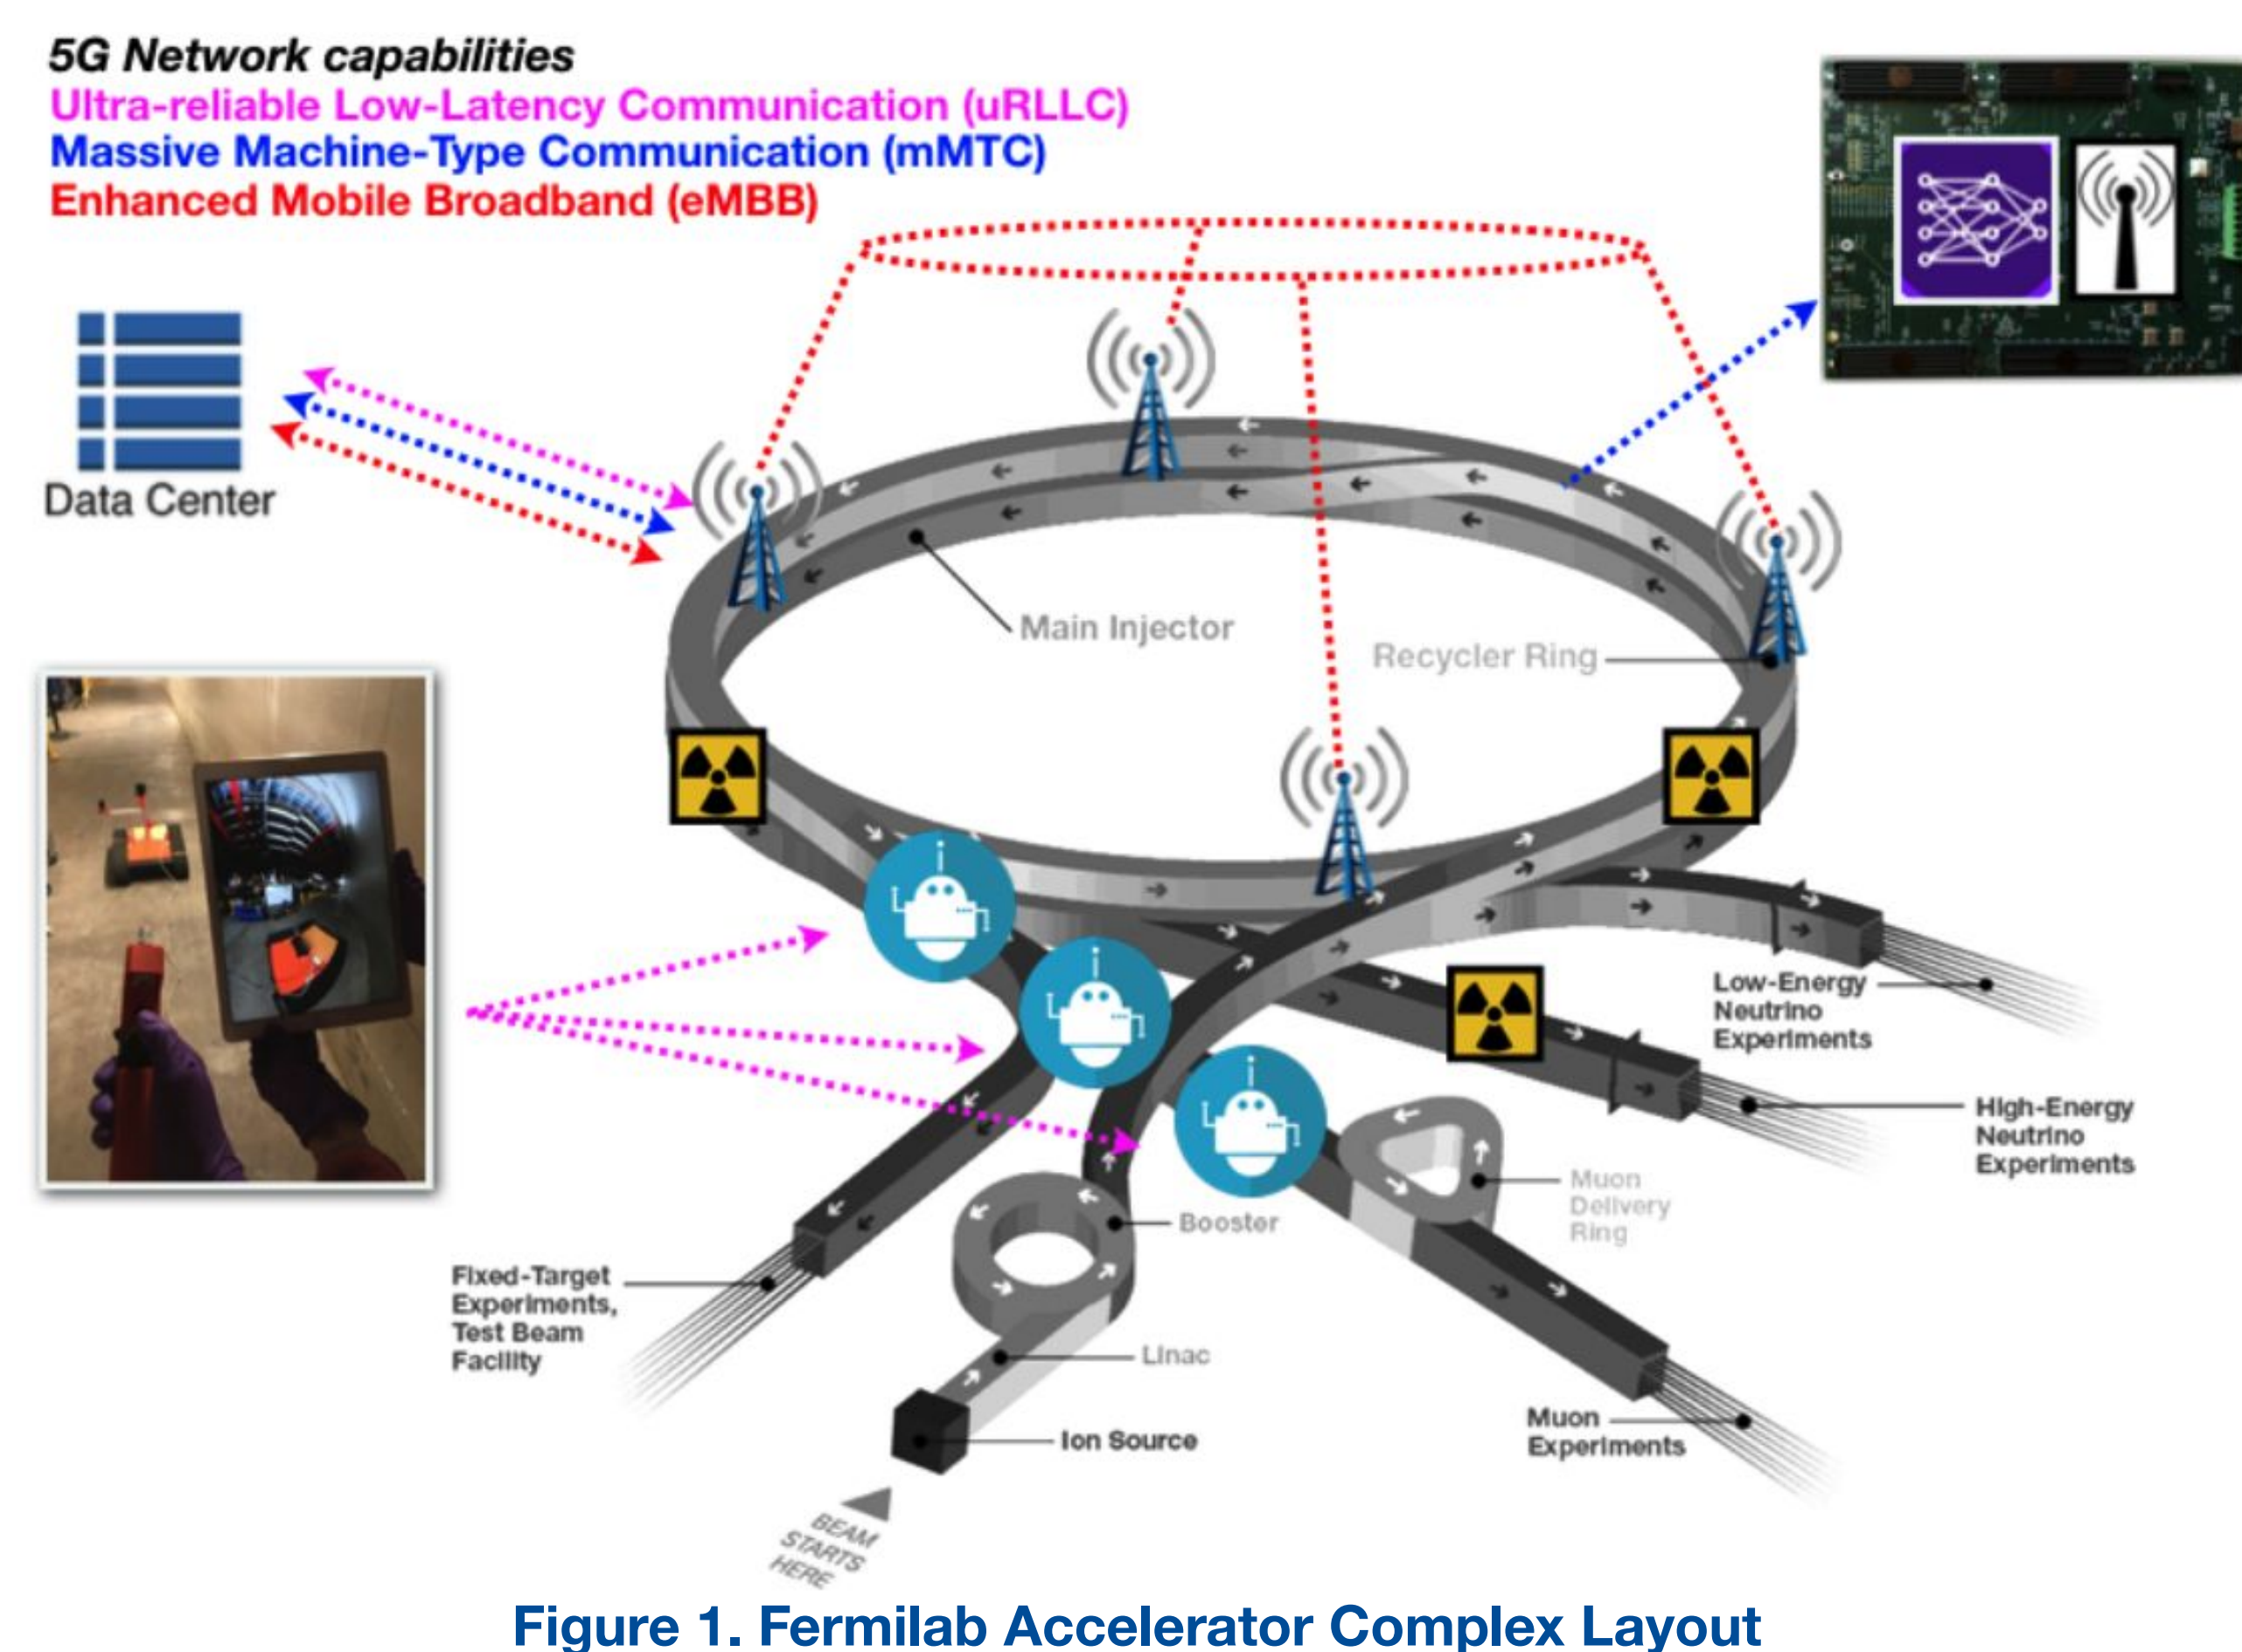 5G Network capabilities
Ultra-reliable Low-Latency Communication (uRLLC)
Massive Machine-Type Communication (mMTC)
Enhanced Mobile Broadband (eMBB)
Data Center
Main Injector
Recycler Ring
Low-Energy
Neutrino
Experiments
High-Energy
Neutrino
Experiments
Muon
Delivery
Ring
Booster
Fixed-Target
Experiments,
Test Beam
Facility
Linac
Ion Source
Muon
Experiments
BEAM
STARTS
HERE
Figure 1. Fermilab Accelerator Complex Layout